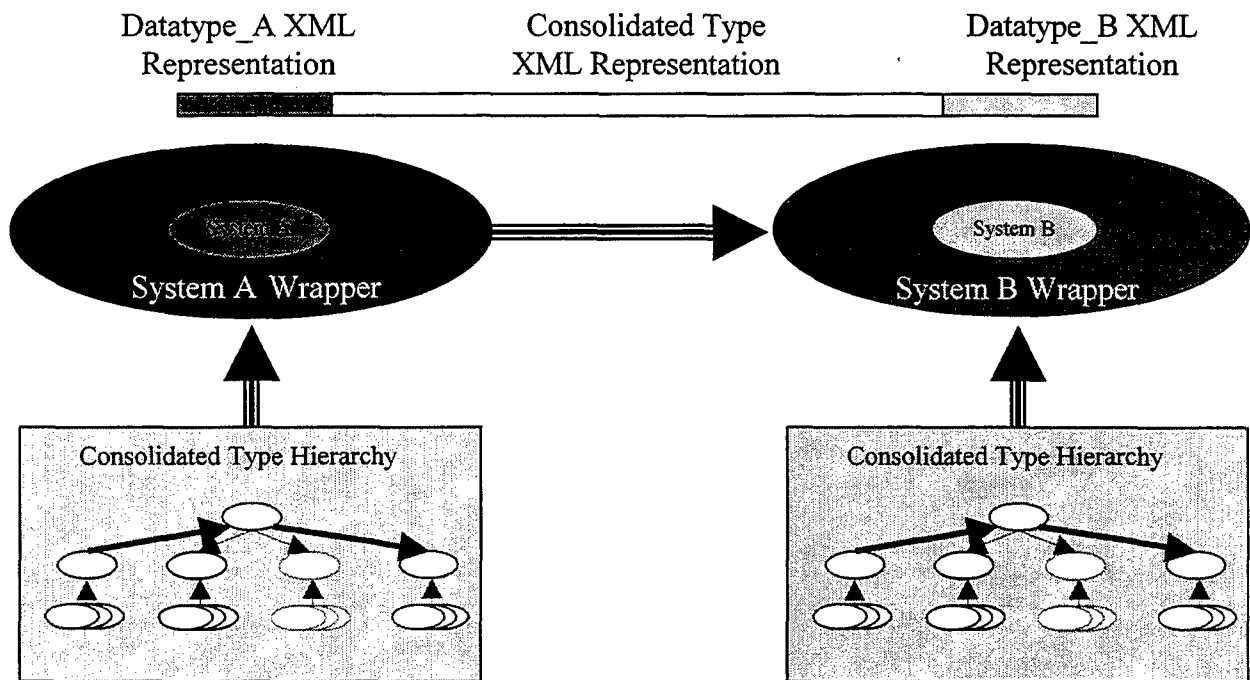 Datatype_A XML
Representation
Consolidated Type
XML Representation
Datatype_B XML
Representation
System A
System A Wrapper
System B
System B Wrapper
Consolidated Type Hierarchy
Consolidated Type Hierarchy